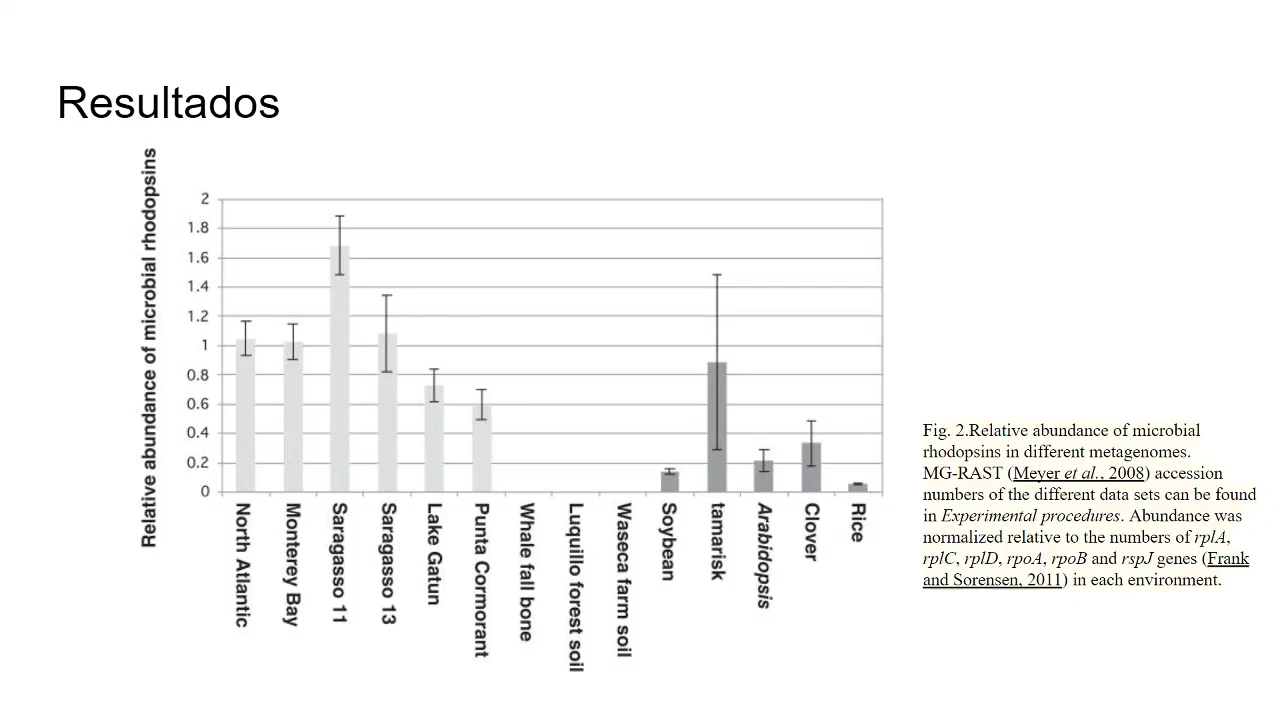 Resultados
Relative abundance of microbial rhodopsins
2
1.8
1.6
1.4
1.2
1
0.8
0.6
0.4
0.2
0
North Atlantic
Monterey Bay
Saragasso 11
Saragasso 13
Lake Gatun
Punta Cormorant
Whale fall bone
Luquillo forest soil
Waseca farm soil
Soybean
tamarisk
Arabidopsis
Clover
Rice
Fig. 2.Relative abundance of microbial
rhodopsins in different metagenomes.
MG-RAST (Meyer et al., 2008) accession
numbers of the different data sets can be found
in Experimental procedures. Abundance was
normalized relative to the numbers of rplA,
rplC, rplD, rpoA, rpoB and rspJ genes (Frank
and Sorensen, 2011) in each environment.